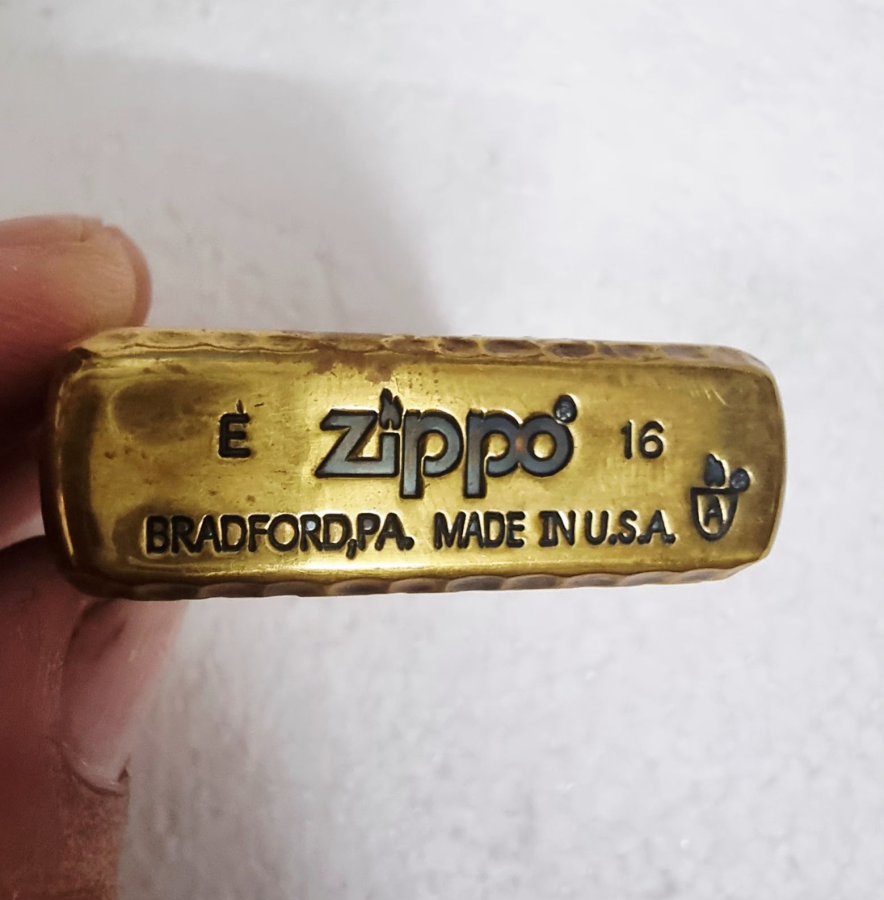 E zippo® 16
A®
BRADFORD,PA. MADE IN U.S.A.